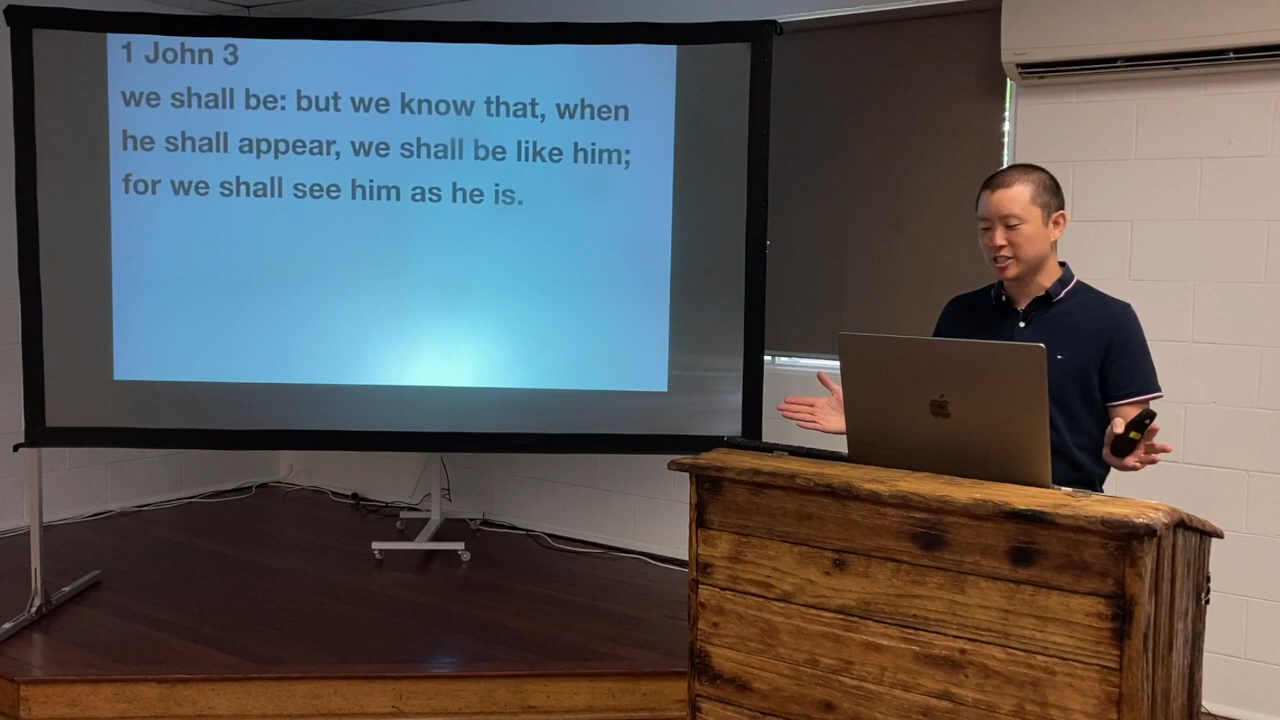 1 John 3
we shall be: but we know that, when
he shall appear, we shall be like him;
for we shall see him as he is.